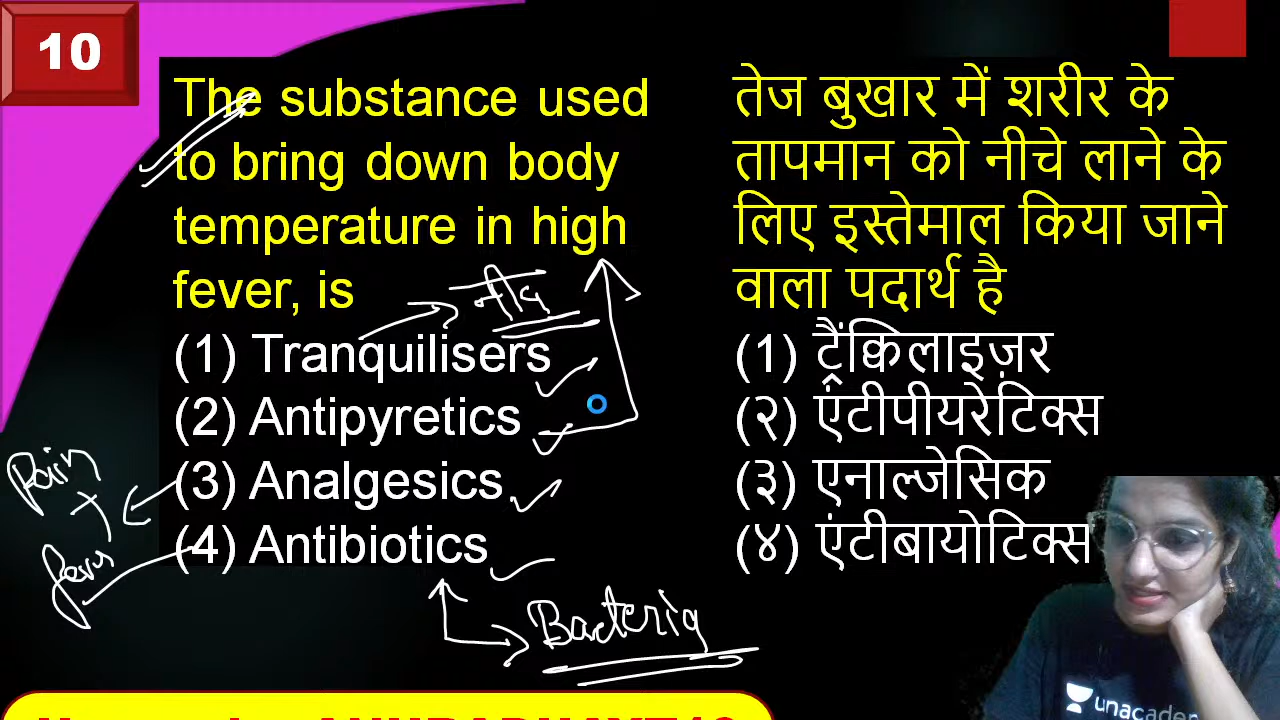 10
The substance used
to bring down body
temperature in high
fever, is
(1) Tranquilisers
(2) Antipyretics
(3) Analgesics
(4) Antibiotics
तेज बुखार में शरीर के
तापमान को नीचे लाने के
लिए इस्तेमाल किया जाने
वाला पदार्थ है
(1) ट्रैंक्विलाइज़र
(२) एंटीपीयरेटिक्स
(३) एनाल्जेसिक
(४) एंटीबायोटिक्स
Pain
Bacteria